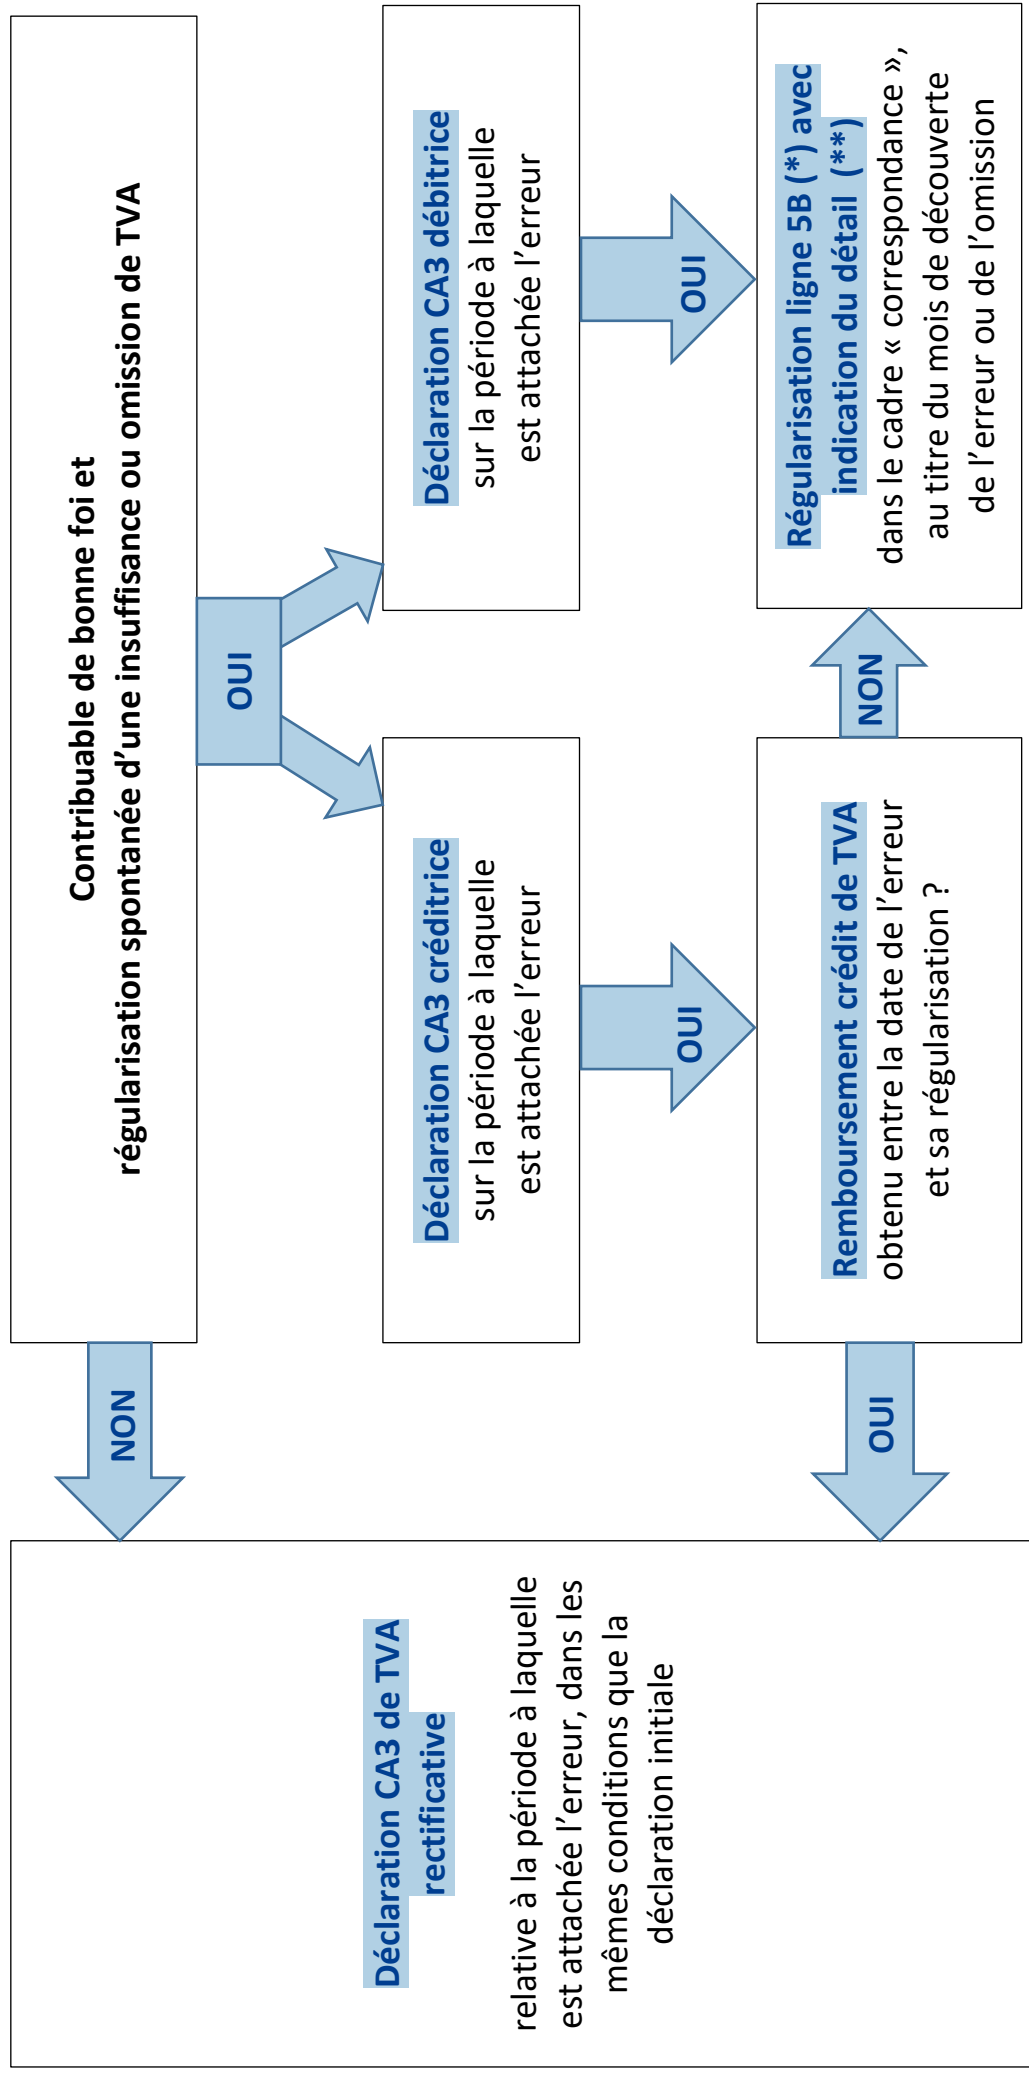 Contribuable de bonne foi et
régularisation spontanée d’une insuffisance ou omission de TVA
NON
OUI
Déclaration CA3 de TVA
rectificative
relative à la période à laquelle
est attachée l’erreur, dans les
mêmes conditions que la
déclaration initiale
Déclaration CA3 créditrice
sur la période à laquelle
est attachée l’erreur
Déclaration CA3 débitrice
sur la période à laquelle
est attachée l’erreur
OUI
OUI
OUI
Remboursement crédit de TVA
obtenu entre la date de l’erreur
et sa régularisation ?
NON
Régularisation ligne 5B (*) avec
indication du détail (**)
dans le cadre « correspondance »,
au titre du mois de découverte
de l’erreur ou de l’omission